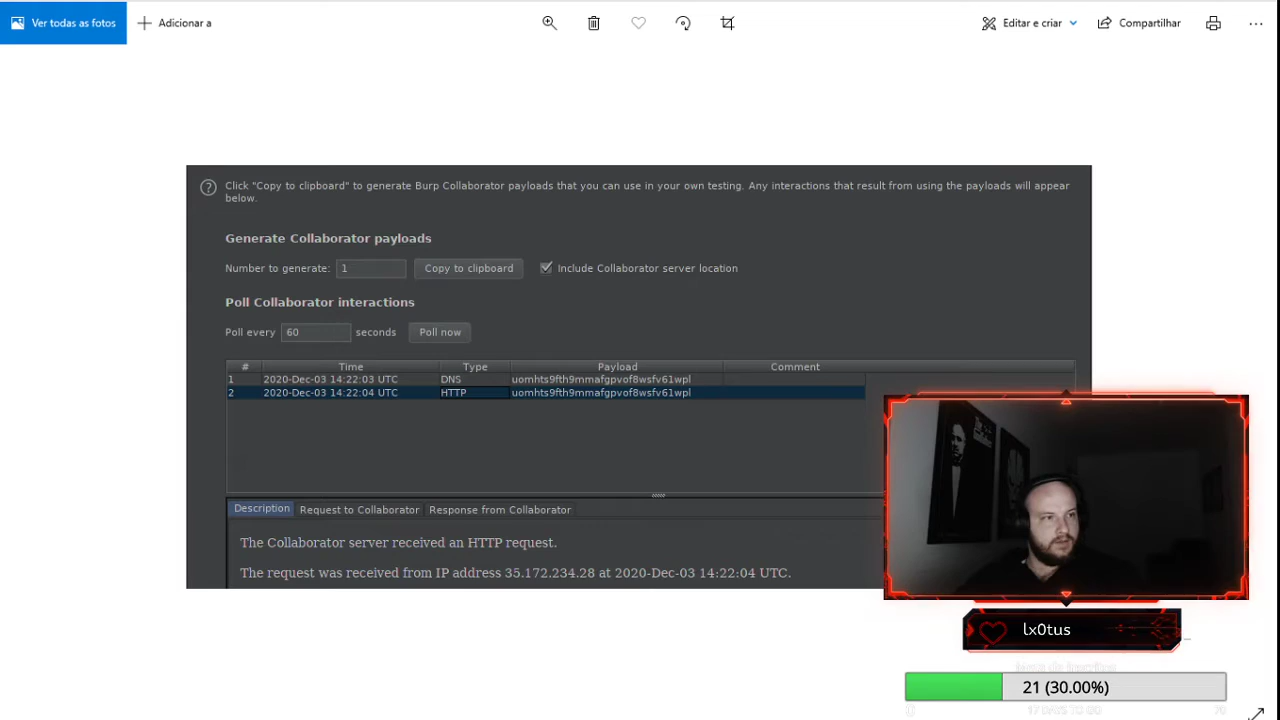 Ver todas as fotos
Adicionar a
Editar e criar
Compartilhar
Click "Copy to clipboard" to generate Burp Collaborator payloads that you can use in your own testing. Any interactions that result from using the payloads will appear
below.
Generate Collaborator payloads
Number to generate: 1 Copy to clipboard Include Collaborator server location
Poll Collaborator interactions
Poll every 60 seconds Poll now
# Time Type Payload Comment
1 2020-Dec-03 14:22:03 UTC DNS uomhts9fth9mmafgpvof8wsfv61wpl
2 2020-Dec-03 14:22:04 UTC HTTP uomhts9fth9mmafgpvof8wsfv61wpl
Description Request to Collaborator Response from Collaborator
The Collaborator server received an HTTP request.
The request was received from IP address 35.172.234.28 at 2020-Dec-03 14:22:04 UTC.
lx0tus
21 (30.00%)
0 17 DAYS TO GO 70